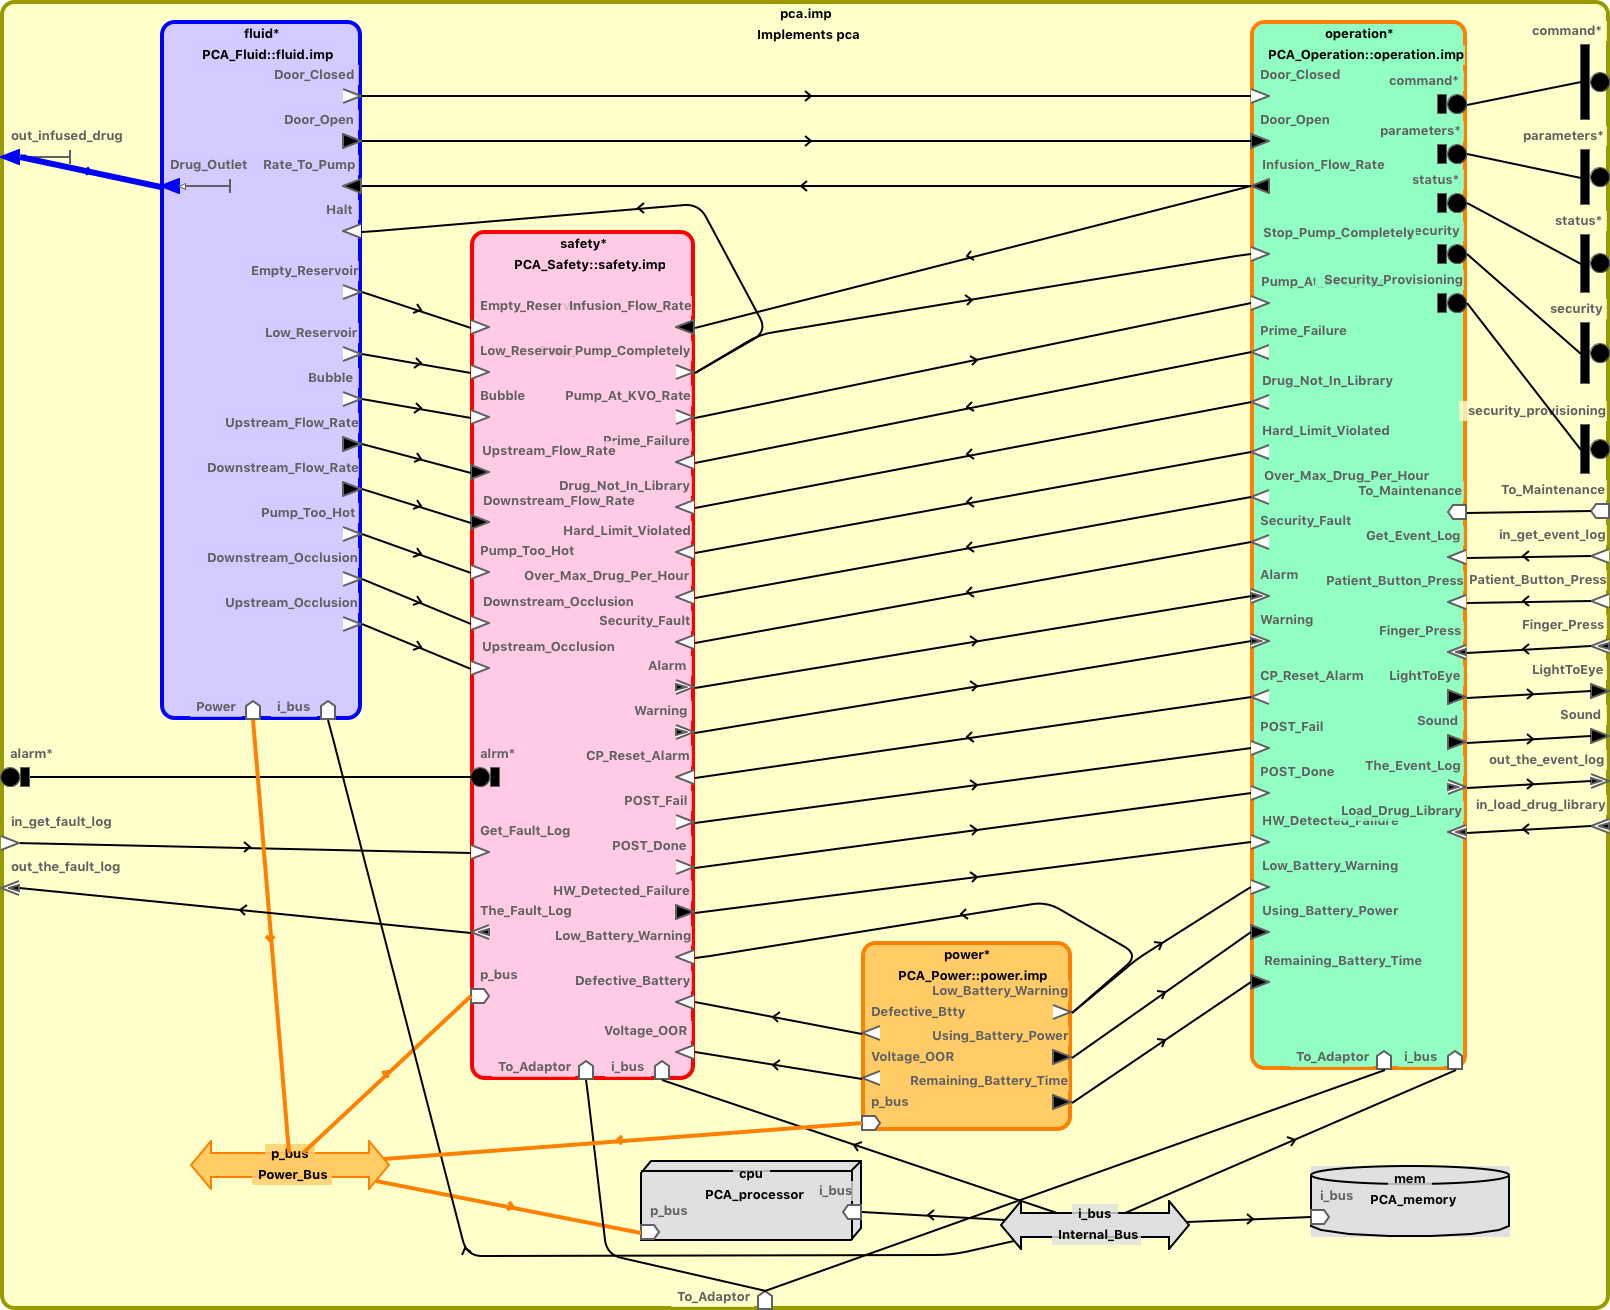 pca.imp
Implements pca
fluid*
PCA_Fluid::fluid.imp
Door_Closed
Door_Open
Rate_To_Pump
Drug_Outlet
Halt
Empty_Reservoir
Low_Reservoir
Bubble
Upstream_Flow_Rate
Downstream_Flow_Rate
Pump_Too_Hot
Downstream_Occlusion
Upstream_Occlusion
Power
i_bus
out_infused_drug
alarm*
in_get_fault_log
out_the_fault_log
safety*
PCA_Safety::safety.imp
Empty_Reser
Infusion_Flow_Rate
Low_Reservoir
Pump_Completely
Bubble
Pump_At_KVO_Rate
Prime_Failure
Upstream_Flow_Rate
Drug_Not_In_Library
Downstream_Flow_Rate
Hard_Limit_Violated
Pump_Too_Hot
Over_Max_Drug_Per_Hour
Downstream_Occlusion
Security_Fault
Upstream_Occlusion
Alarm
Warning
alrm*
CP_Reset_Alarm
POST_Fail
Get_Fault_Log
POST_Done
HW_Detected_Failure
The_Fault_Log
Low_Battery_Warning
p_bus
Defective_Battery
Voltage_OOR
To_Adaptor
i_bus
operation*
PCA_Operation::operation.imp
Door_Closed
command*
Door_Open
parameters*
Infusion_Flow_Rate
status*
Stop_Pump_Completely
ecurity
Pump_At
Security_Provisioning
Prime_Failure
Drug_Not_In_Library
Hard_Limit_Violated
Over_Max_Drug_Per_Hour
To_Maintenance
Security_Fault
Get_Event_Log
Alarm
Patient_Button_Press
Warning
Finger_Press
CP_Reset_Alarm
LightToEye
POST_Fail
Sound
POST_Done
The_Event_Log
Load_Drug_Library
HW_Detected_Failure
Low_Battery_Warning
Using_Battery_Power
Remaining_Battery_Time
To_Adaptor
i_bus
command*
parameters*
status*
security
security_provisioning
To_Maintenance
in_get_event_log
Patient_Button_Press
Finger_Press
LightToEye
Sound
out_the_event_log
in_load_drug_library
power*
PCA_Power::power.imp
Low_Battery_Warning
Defective_Btty
Using_Battery_Power
Voltage_OOR
Remaining_Battery_Time
p_bus
p_bus
Power_Bus
cpu
PCA_processor
i_bus
p_bus
i_bus
Internal_Bus
mem
i_bus
PCA_memory
To_Adaptor